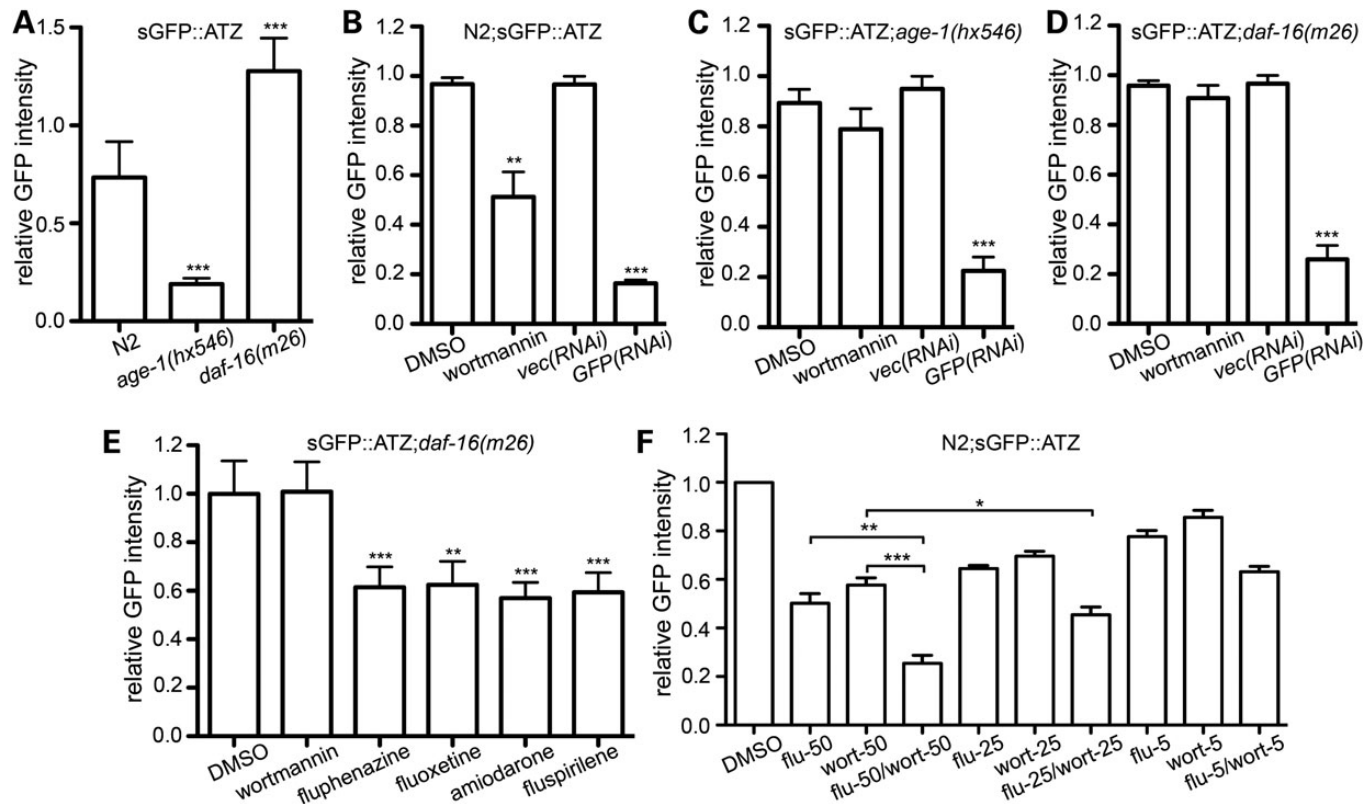 A
sGFP::ATZ
relative GFP intensity
1.5
1.0
0.5
0.0
***
***
N2
age-1(hx546)
daf-16(m26)
B
N2;sGFP::ATZ
relative GFP intensity
1.2
1.0
0.8
0.6
0.4
0.2
0.0
**
***
DMSO
wortmannin
vec(RNAi)
GFP(RNAi)
C
sGFP::ATZ;age-1(hx546)
relative GFP intensity
1.2
1.0
0.8
0.6
0.4
0.2
0.0
***
DMSO
wortmannin
vec(RNAi)
GFP(RNAi)
D
sGFP::ATZ;daf-16(m26)
relative GFP intensity
1.2
1.0
0.8
0.6
0.4
0.2
0.0
***
DMSO
wortmannin
vec(RNAi)
GFP(RNAi)
E
sGFP::ATZ;daf-16(m26)
relative GFP intensity
1.2
1.0
0.8
0.6
0.4
0.2
0.0
***
**
***
***
DMSO
wortmannin
fluphenazine
fluoxetine
amiodarone
fluspirilene
F
N2;sGFP::ATZ
relative GFP intensity
1.2
1.0
0.8
0.6
0.4
0.2
0.0
*
**
***
DMSO
flu-50
wort-50
flu-50/wort-50
flu-25
wort-25
flu-25/wort-25
flu-5
wort-5
flu-5/wort-5